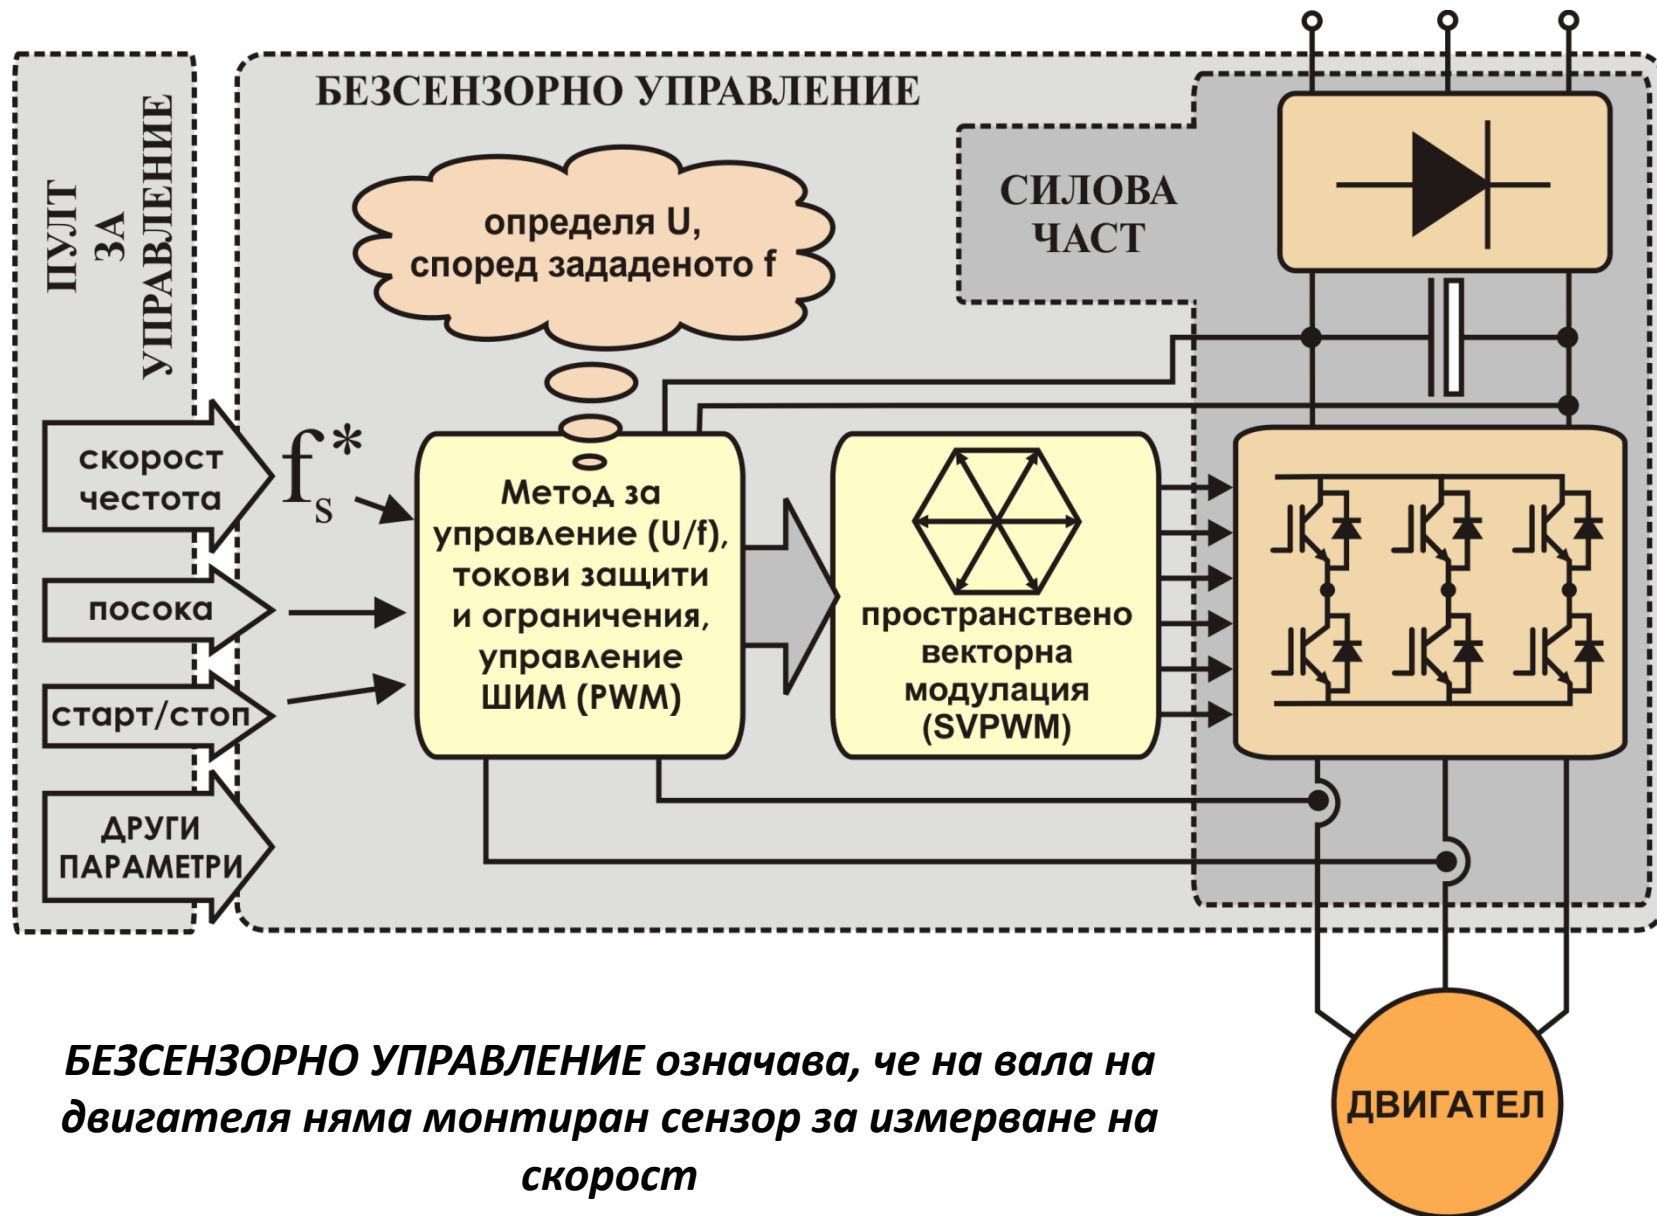 БЕЗСЕНЗОРНО УПРАВЛЕНИЕ
ПУЛТ
ЗА
УПРАВЛЕНИЕ
СИЛОВА
ЧАСТ
определя U,
според зададеното f
скорост
честота
f_s^*
посока
старт/стоп
ДРУГИ
ПАРАМЕТРИ
Метод за
управление (U/f),
токови защити
и ограничения,
управление
ШИМ (PWM)
пространствено
векторна
модулация
(SVPWM)
ДВИГАТЕЛ
БЕЗСЕНЗОРНО УПРАВЛЕНИЕ означава, че на вала на
двигателя няма монтиран сензор за измерване на
скорост